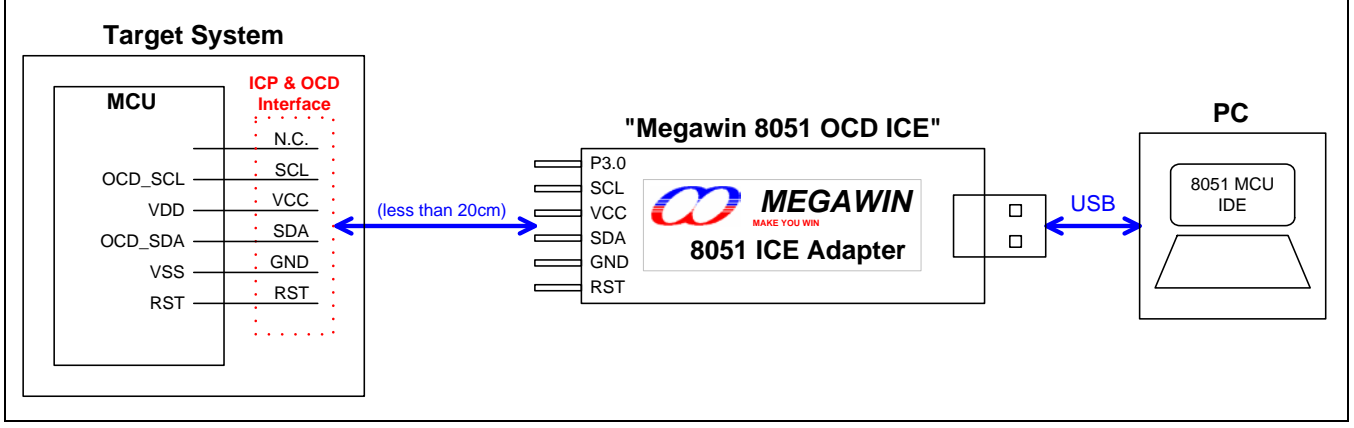 Target System
MCU
ICP & OCD
Interface
N.C.
OCD_SCL
SCL
VDD
VCC
OCD_SDA
SDA
VSS
GND
RST
RST
(less than 20cm)
"Megawin 8051 OCD ICE"
P3.0
SCL
VCC
SDA
GND
RST
MEGAWIN
MAKE YOU WIN
8051 ICE Adapter
USB
PC
8051 MCU
IDE